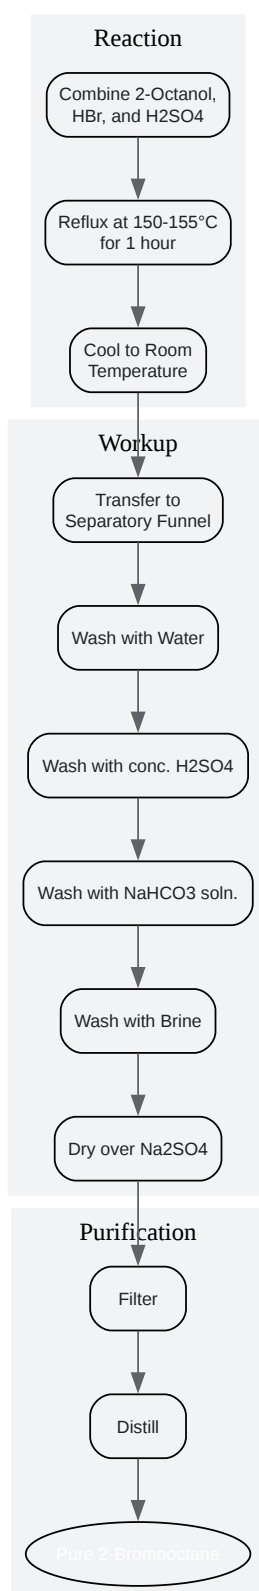 Reaction
Combine 2-Octanol,
HBr, and H2SO4
Reflux at 150-155°C
for 1 hour
Cool to Room
Temperature
Workup
Transfer to
Separatory Funnel
Wash with Water
Wash with conc. H2SO4
Wash with NaHCO3 soln.
Wash with Brine
Dry over Na2SO4
Purification
Filter
Distill
Pure 2-Bromooctane